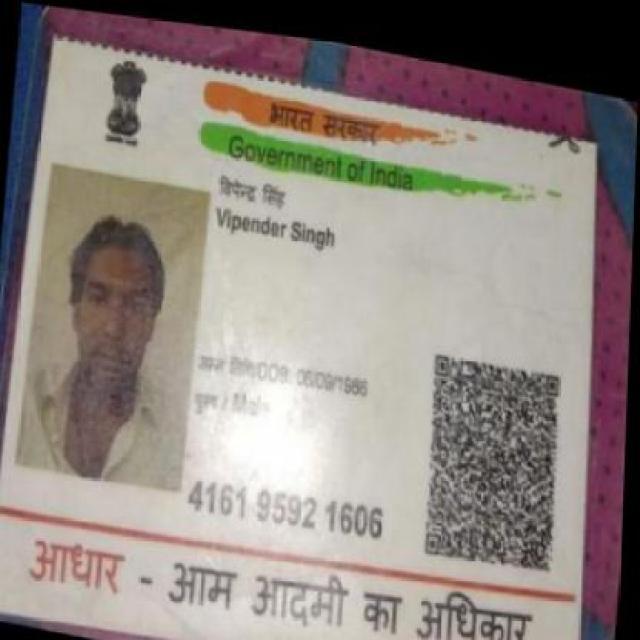 भारत सरकार
Government of India
विपेन्द्र सिंह
Vipender Singh
जन्म तिथि/DOB: 06/09/1986
पुरुष / Male
4161 9592 1606
आधार - आम आदमी का अधिकार